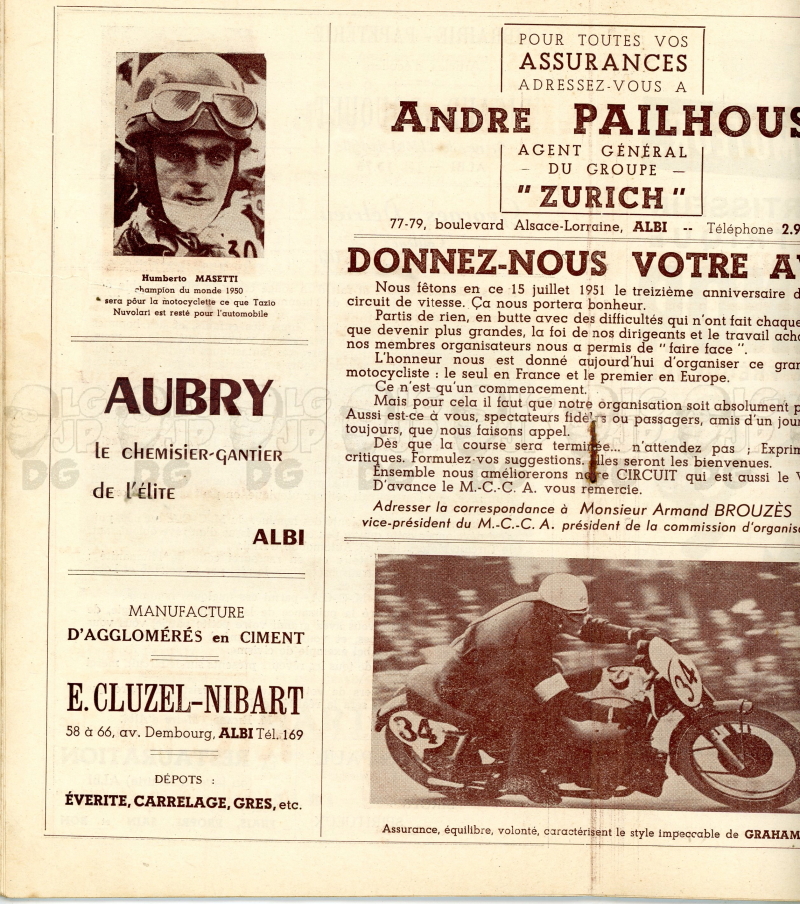 Humberto MASETTI
champion du monde 1950
sera pour la motocyclette ce que Tazio
Nuvolari est resté pour l'automobile
AUBRY
le CHEMISIER-GANTIER
de l'élite
ALBI
MANUFACTURE
D'AGGLOMÉRÉS en CIMENT
E. CLUZEL-NIBART
58 à 66, av. Dembourg, ALBI Tél. 169
DÉPOTS :
ÉVERITE, CARRELAGE, GRES, etc.
POUR TOUTES VOS
ASSURANCES
ADRESSEZ-VOUS A
ANDRE PAILHOUS
AGENT GÉNÉRAL
— DU GROUPE —
" ZURICH "
77-79, boulevard Alsace-Lorraine, ALBI -- Téléphone 2.9
DONNEZ-NOUS VOTRE
Nous fêtons en ce 15 juillet 1951 le treizième anniversaire d
circuit de vitesse. Ça nous portera bonheur.
Partis de rien, en butte avec des difficultés qui n'ont fait chaque
que devenir plus grandes, la foi de nos dirigeants et le travail ach
nos membres organisateurs nous a permis de " faire face ".
L'honneur nous est donné aujourd'hui d'organiser ce gran
motocycliste : le seul en France et le premier en Europe.
Ce n'est qu'un commencement.
Mais pour cela il faut que notre organisation soit absolument p
Aussi est-ce à vous, spectateurs fidèles ou passagers, amis d'un jour
toujours, que nous faisons appel.
Dès que la course sera terminée... n'attendez pas ; Exprim
critiques. Formulez vos suggestions. Elles seront les bienvenues.
Ensemble nous améliorerons notre CIRCUIT qui est aussi le V
D'avance le M.-C.-C. A. vous remercie.
Adresser la correspondance à Monsieur Armand BROUZÈS
vice-président du M.-C.-C. A. président de la commission d'organisa
34
34
Assurance, équilibre, volonté, caractérisent le style impeccable de GRAHAM